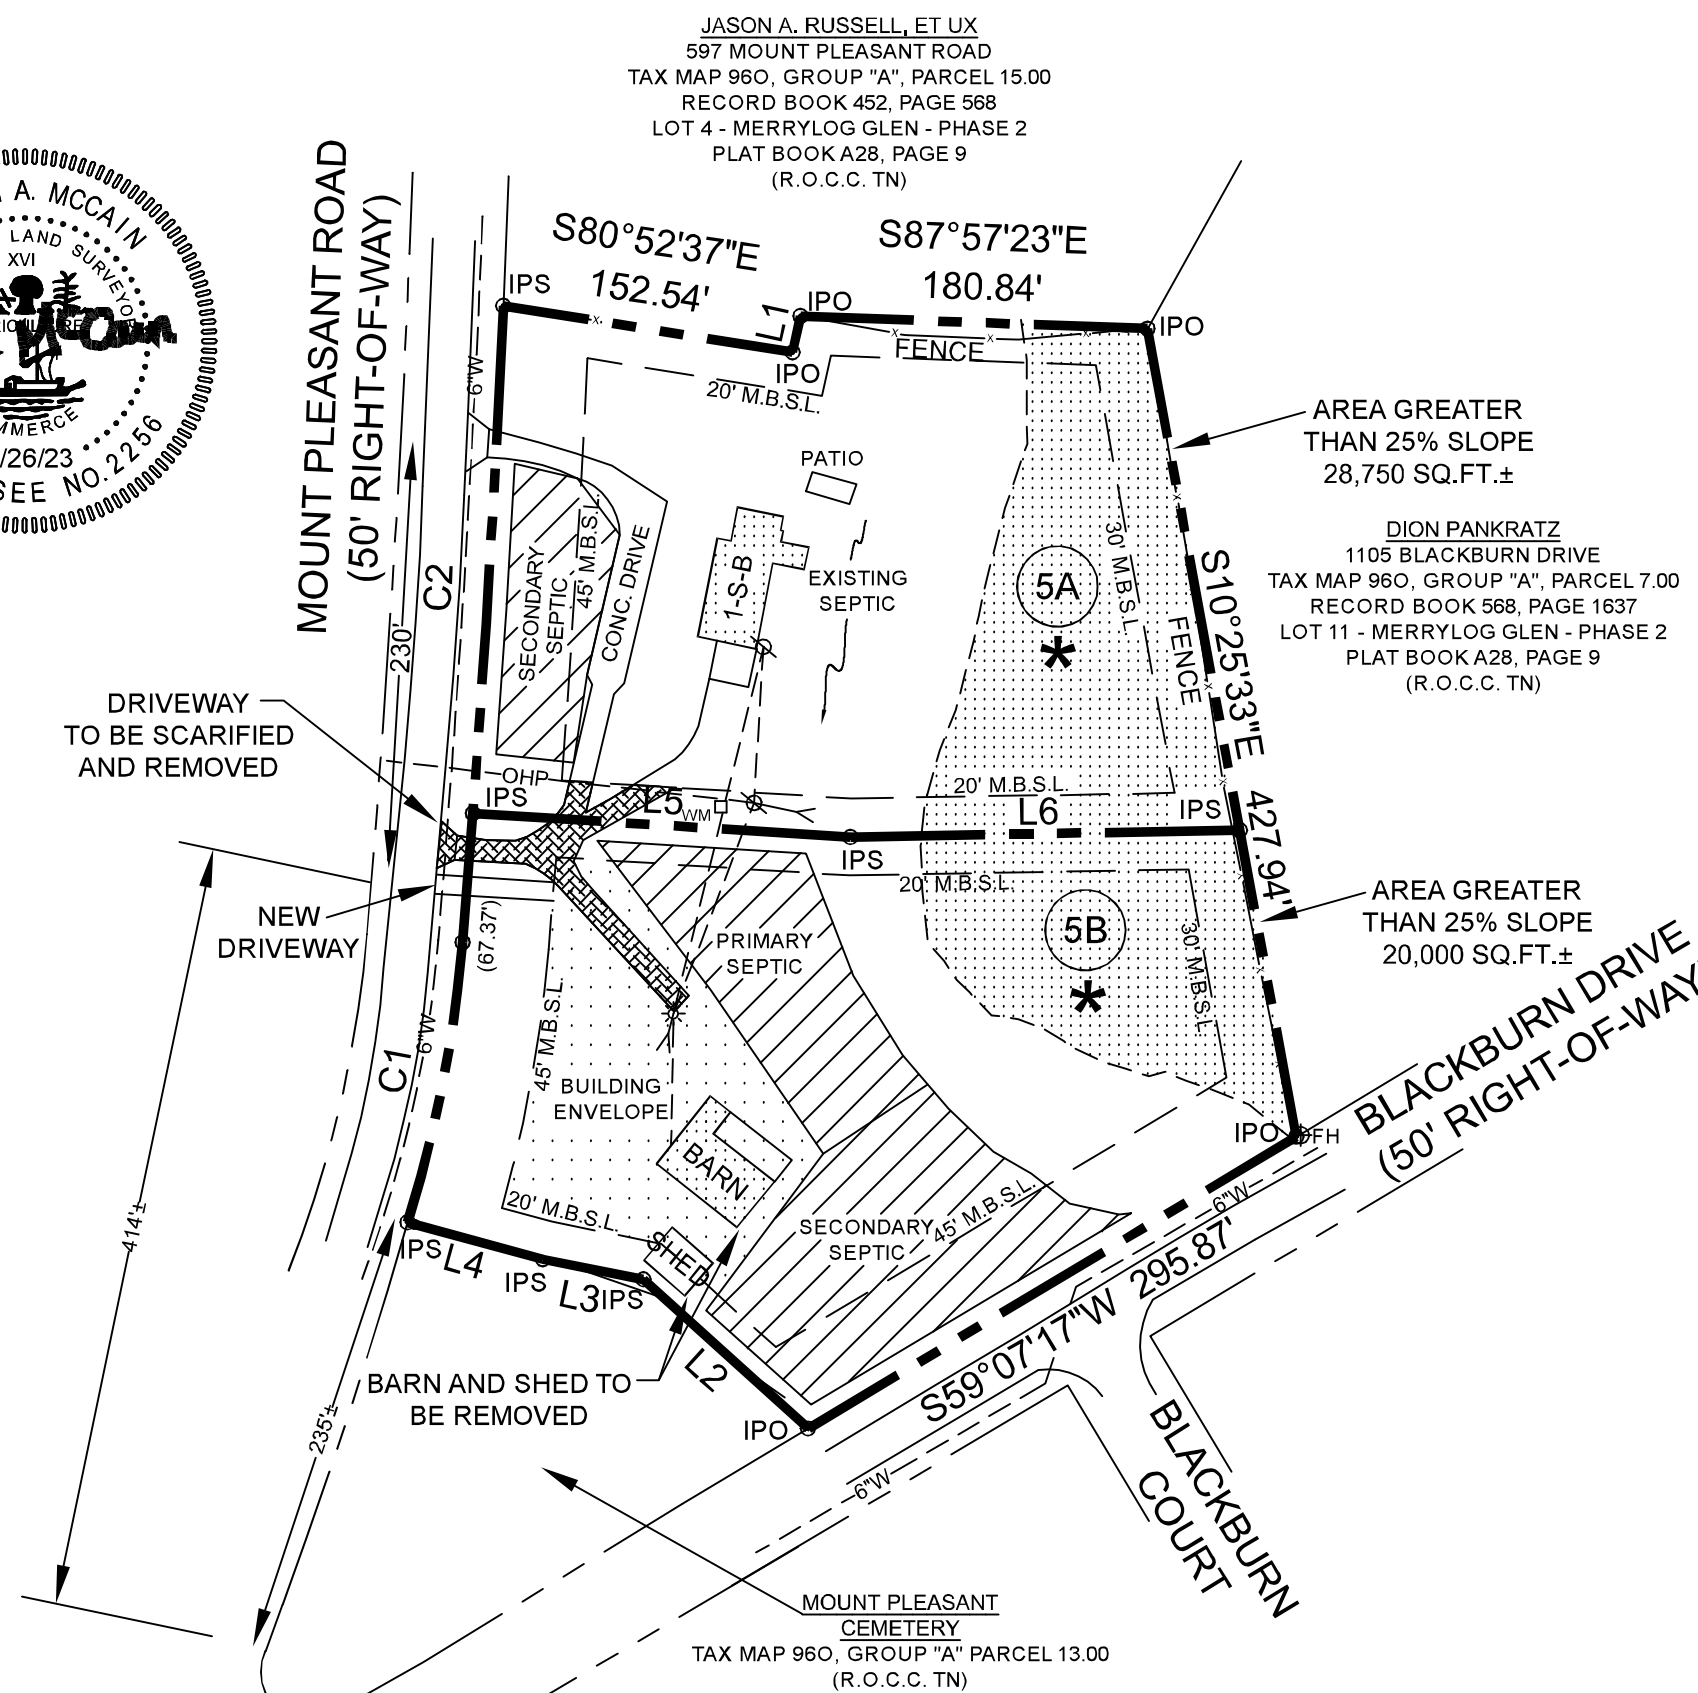 JASON A. RUSSELL, ET UX
597 MOUNT PLEASANT ROAD
TAX MAP 96O, GROUP "A", PARCEL 15.00
RECORD BOOK 452, PAGE 568
LOT 4 - MERRYLOG GLEN - PHASE 2
PLAT BOOK A28, PAGE 9
(R.O.C.C. TN)
A. MCCAIN
LAND SURVEYOR
XVI
/26/23
NO. 2256
MOUNT PLEASANT ROAD
(50' RIGHT-OF-WAY)
S80°52'37"E
152.54'
S87°57'23"E
180.84'
IPS
L1
IPO
IPO
IPO
FENCE
20' M.B.S.L.
6"W
AREA GREATER
THAN 25% SLOPE
28,750 SQ.FT.±
DION PANKRATZ
1105 BLACKBURN DRIVE
TAX MAP 96O, GROUP "A", PARCEL 7.00
RECORD BOOK 568, PAGE 1637
LOT 11 - MERRYLOG GLEN - PHASE 2
PLAT BOOK A28, PAGE 9
(R.O.C.C. TN)
PATIO
1-S-B
EXISTING
SEPTIC
SECONDARY
SEPTIC
45' M.B.S.L.
CONC. DRIVE
C2
230'
5A
*
30' M.B.S.L.
FENCE
S10°25'33"E
427.94'
DRIVEWAY
TO BE SCARIFIED
AND REMOVED
OHP
IPS
L5
WM
20' M.B.S.L.
L6
IPS
IPS
20' M.B.S.L.
NEW
DRIVEWAY
(67.37')
PRIMARY
SEPTIC
5B
*
30' M.B.S.L.
AREA GREATER
THAN 25% SLOPE
20,000 SQ.FT.±
BLACKBURN DRIVE
(50' RIGHT-OF-WAY
C1
6"W
45' M.B.S.L.
BUILDING
ENVELOPE
BARN
SHED
20' M.B.S.L.
IPO
FH
6"W
SECONDARY
SEPTIC
45' M.B.S.L.
414'±
IPS
L4
IPS
L3
IPS
L2
S59°07'17"W 295.87'
BARN AND SHED TO
BE REMOVED
235'±
IPO
6"W
BLACKBURN
COURT
MOUNT PLEASANT
CEMETERY
TAX MAP 96O, GROUP "A" PARCEL 13.00
(R.O.C.C. TN)